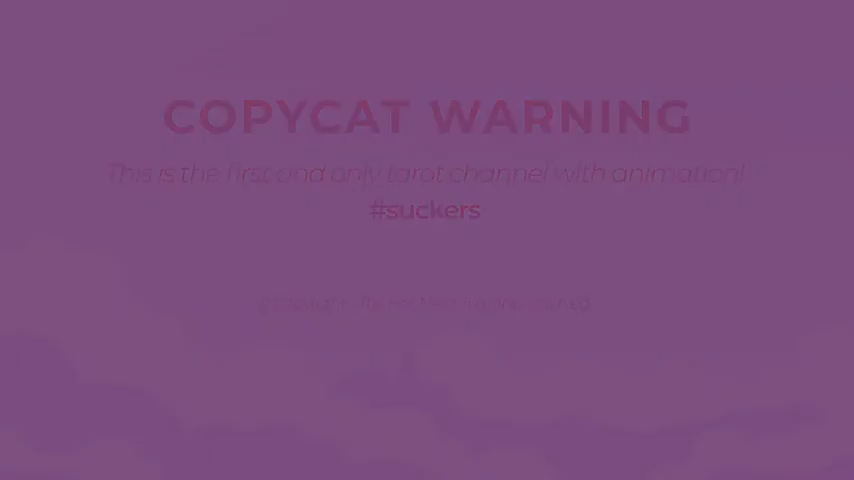 COPYCAT WARNING
This is the first and only tarot channel with animation!
#suckers